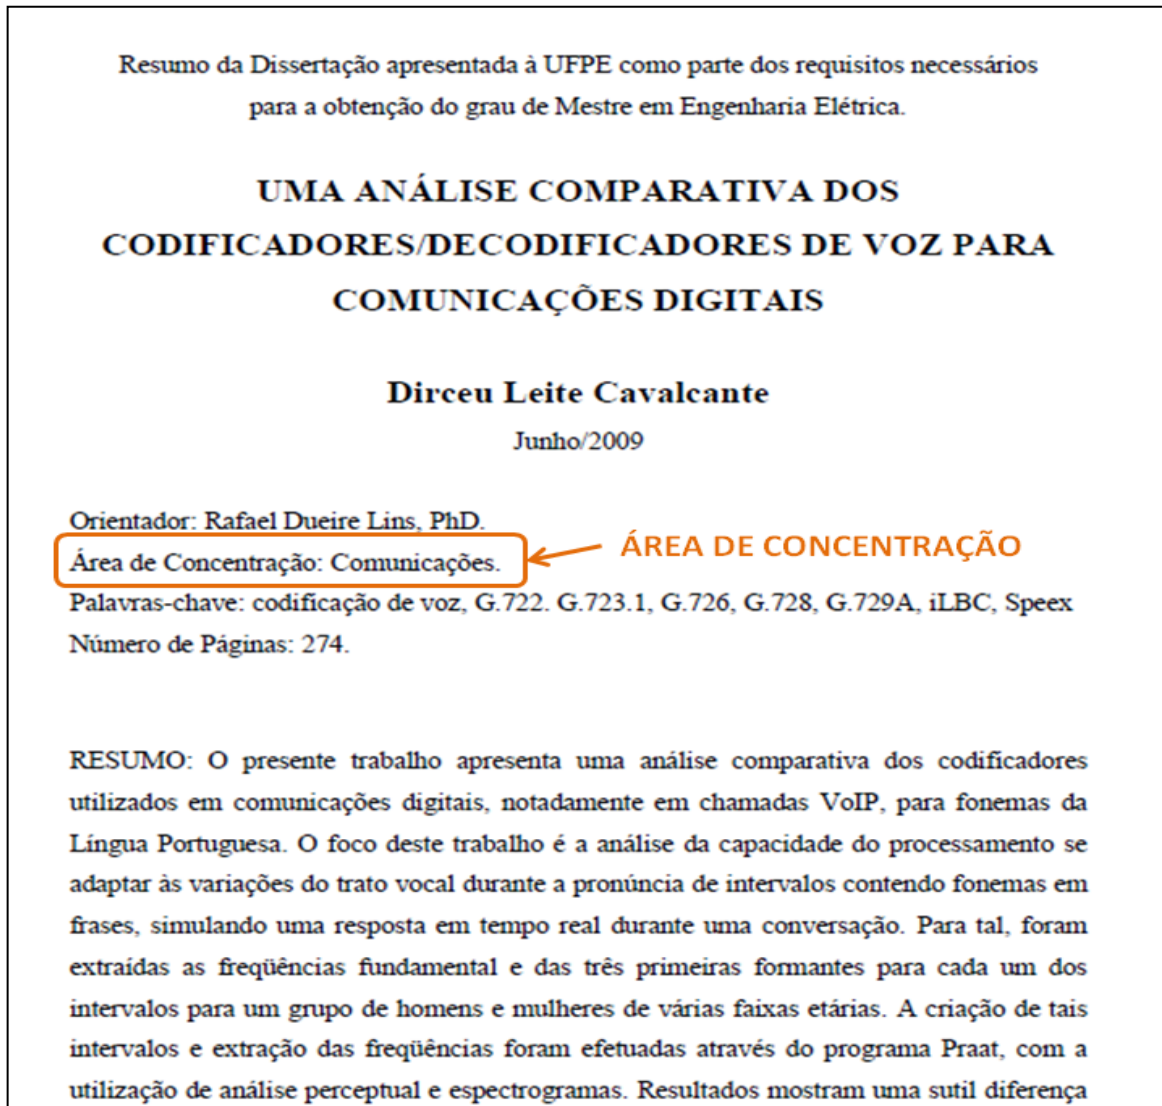 Resumo da Dissertação apresentada à UFPE como parte dos requisitos necessários
para a obtenção do grau de Mestre em Engenharia Elétrica.
UMA ANÁLISE COMPARATIVA DOS
CODIFICADORES/DECODIFICADORES DE VOZ PARA
COMUNICAÇÕES DIGITAIS
Dirceu Leite Cavalcante
Junho/2009
Orientador: Rafael Dueire Lins, PhD.
Área de Concentração: Comunicações.
ÁREA DE CONCENTRAÇÃO
Palavras-chave: codificação de voz, G.722. G.723.1, G.726, G.728, G.729A, iLBC, Speex
Número de Páginas: 274.
RESUMO: O presente trabalho apresenta uma análise comparativa dos codificadores
utilizados em comunicações digitais, notadamente em chamadas VoIP, para fonemas da
Língua Portuguesa. O foco deste trabalho é a análise da capacidade do processamento se
adaptar às variações do trato vocal durante a pronúncia de intervalos contendo fonemas em
frases, simulando uma resposta em tempo real durante uma conversação. Para tal, foram
extraídas as freqüências fundamental e das três primeiras formantes para cada um dos
intervalos para um grupo de homens e mulheres de várias faixas etárias. A criação de tais
intervalos e extração das freqüências foram efetuadas através do programa Praat, com a
utilização de análise perceptual e espectrogramas. Resultados mostram uma sutil diferença